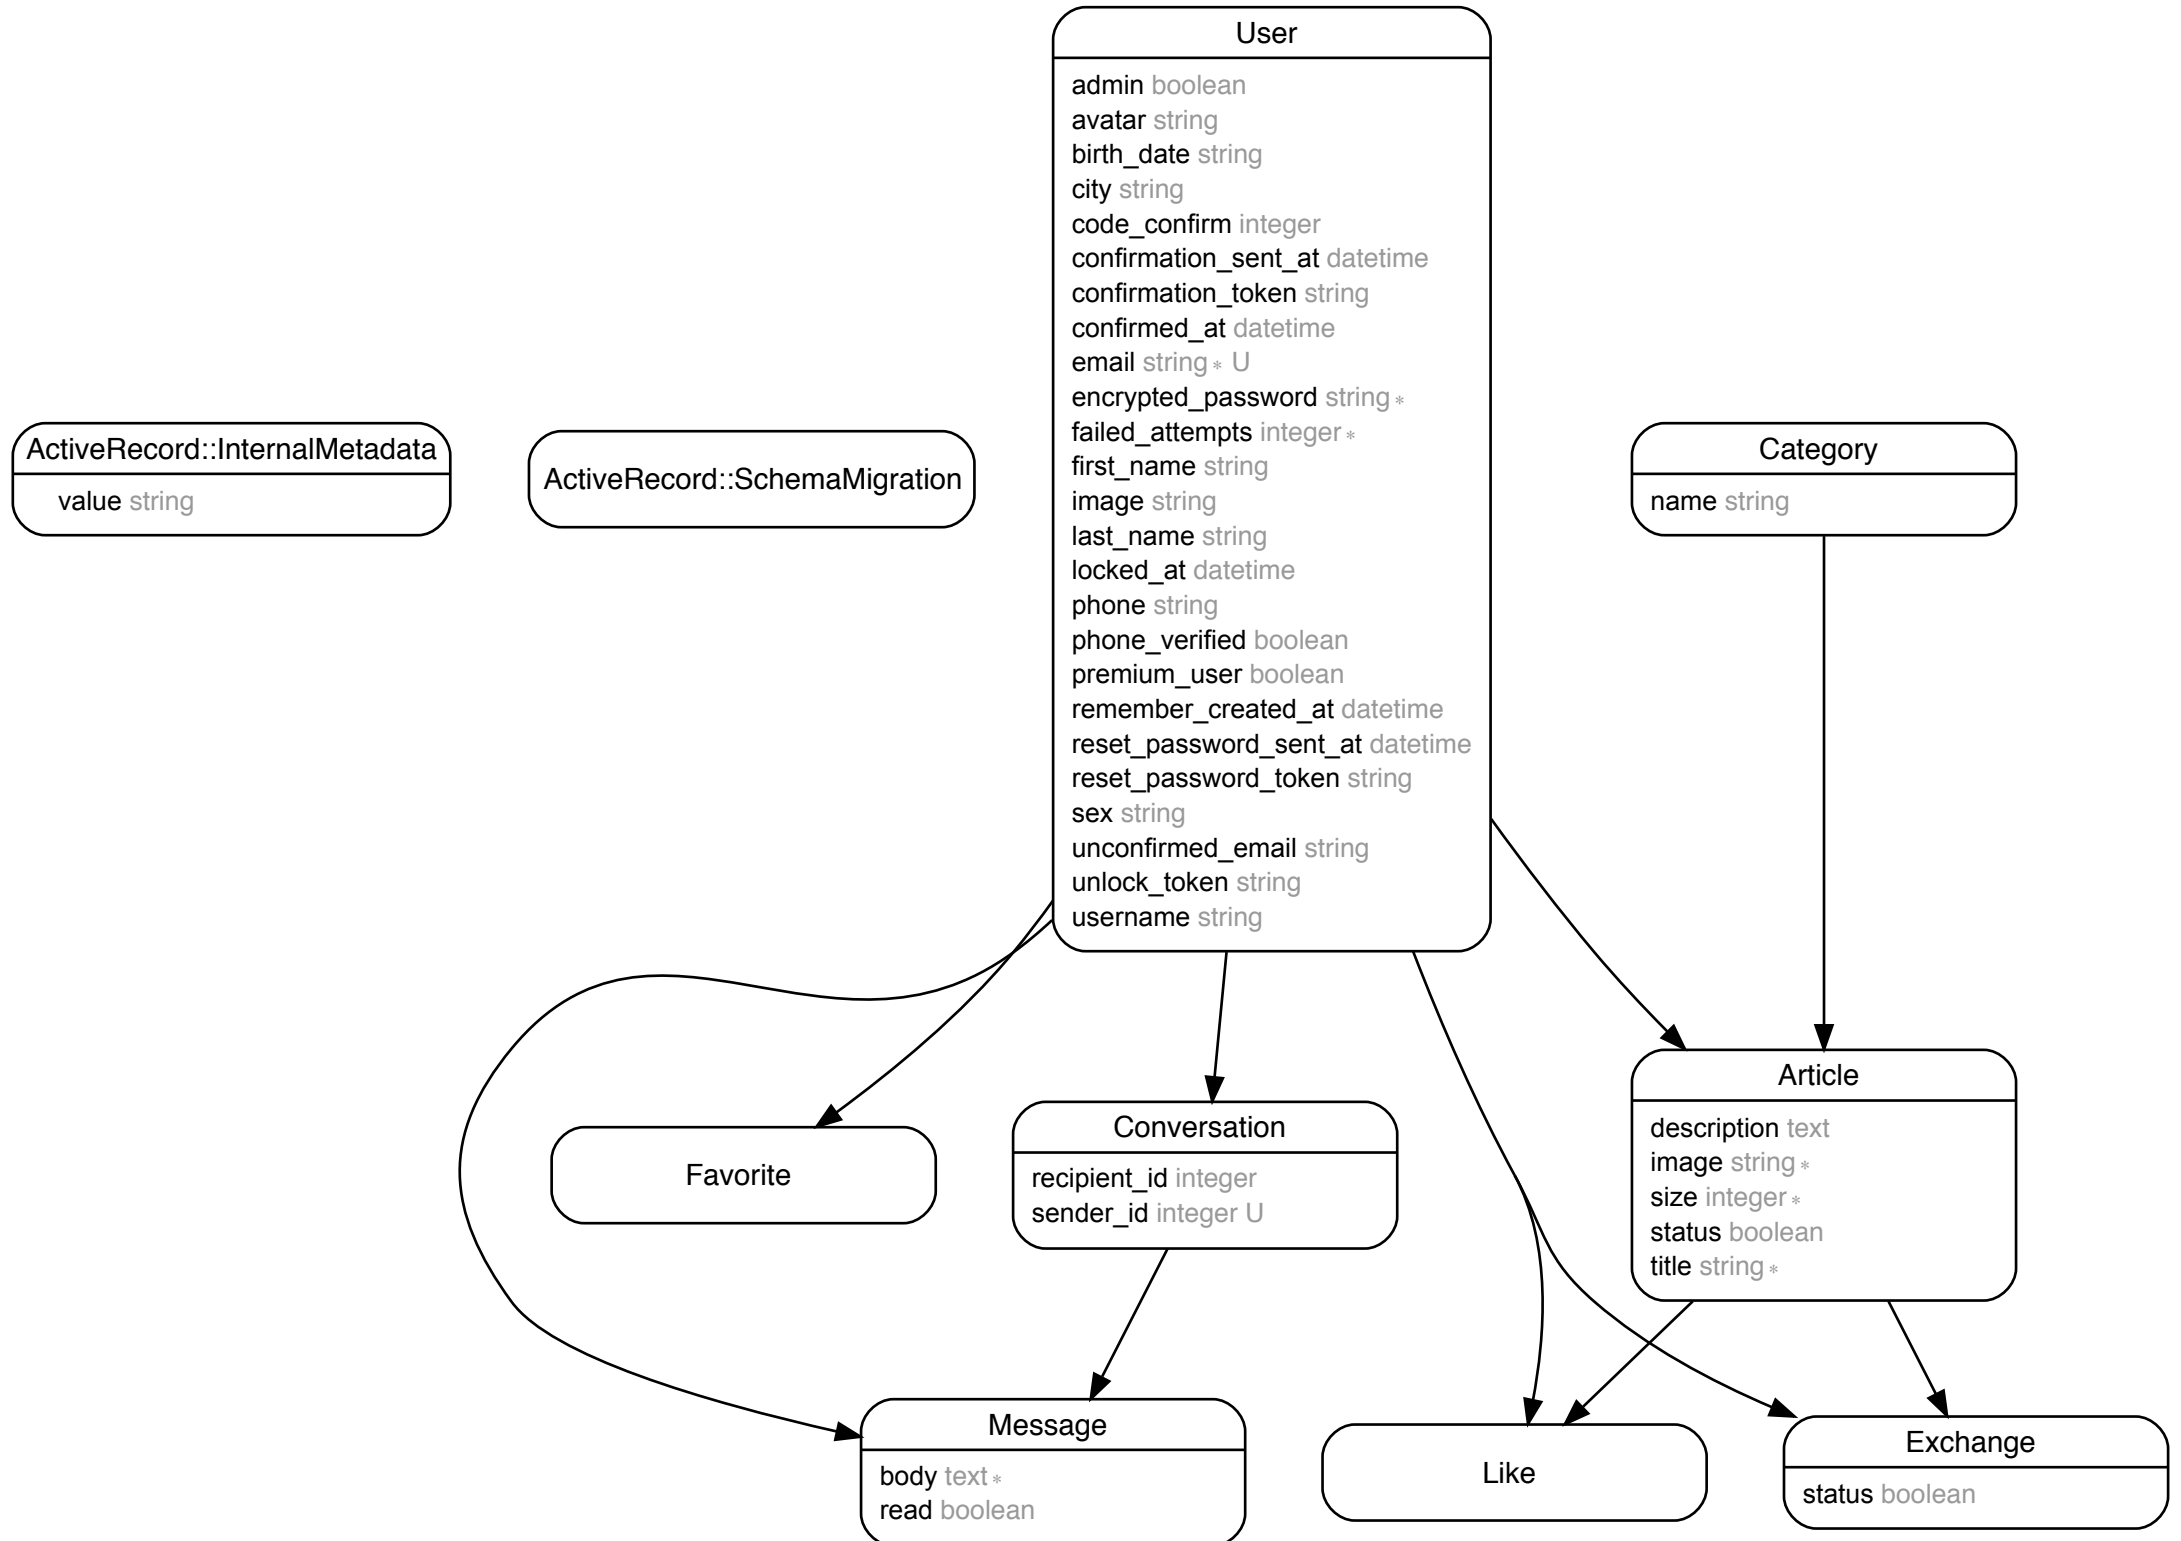 User
admin boolean
avatar string
birth_date string
city string
code_confirm integer
confirmation_sent_at datetime
confirmation_token string
confirmed_at datetime
email string∗ U
encrypted_password string∗
failed_attempts integer∗
first_name string
image string
last_name string
locked_at datetime
phone string
phone_verified boolean
premium_user boolean
remember_created_at datetime
reset_password_sent_at datetime
reset_password_token string
sex string
unconfirmed_email string
unlock_token string
username string
ActiveRecord::InternalMetadata
value string
ActiveRecord::SchemaMigration
Category
name string
Favorite
Conversation
recipient_id integer
sender_id integer U
Article
description text
image string∗
size integer∗
status boolean
title string∗
Message
body text∗
read boolean
Like
Exchange
status boolean